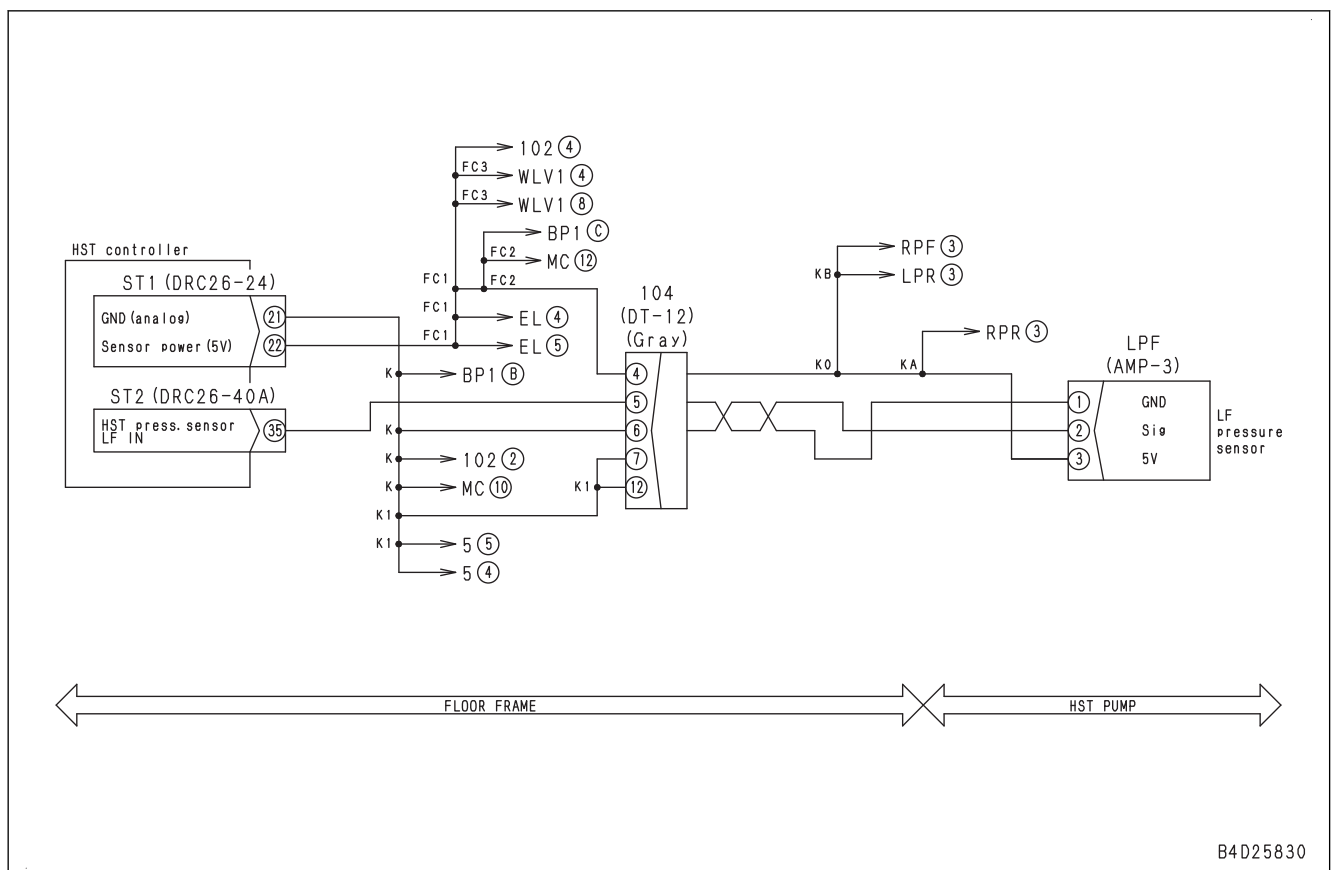 102 4
FC3
WLV1 4
FC3
WLV1 8
BP1 C
FC2
MC 12
FC1
FC2
HST controller
ST1 (DRC26-24)
GND (analog) 21
Sensor power (5V) 22
FC1
EL 4
FC1
EL 5
K
BP1 B
ST2 (DRC26-40A)
HST press. sensor
LF IN
35
K
K
102 2
K
MC 10
K1
K1
5 5
5 4
K1
104
(DT-12)
(Gray)
4
5
6
7
12
RPF 3
KB
LPR 3
RPR 3
K0
KA
LPF
(AMP-3)
1 GND
2 Sig
3 5V
LF
pressure
sensor
FLOOR FRAME
HST PUMP
B4D25830